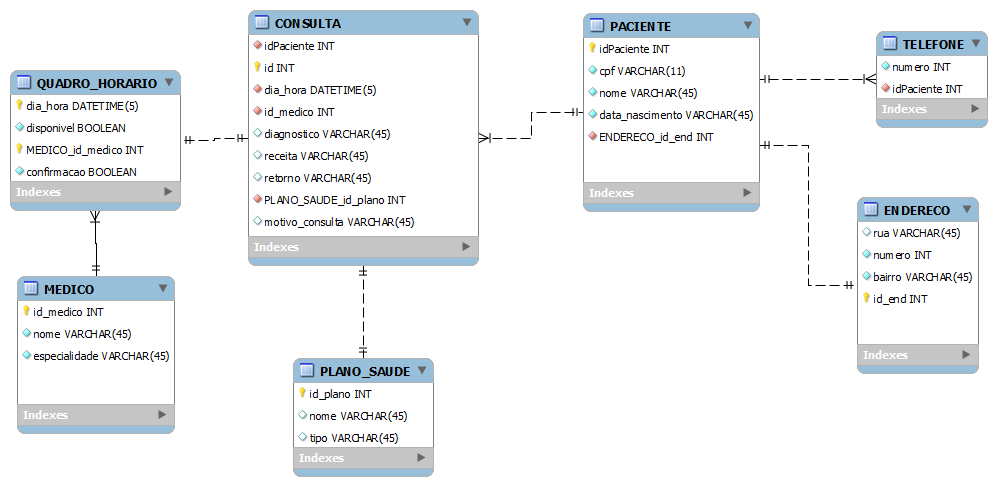 QUADRO_HORARIO
dia_hora DATETIME(5)
disponivel BOOLEAN
MEDICO_id_medico INT
confirmacao BOOLEAN
Indexes
MEDICO
id_medico INT
nome VARCHAR(45)
especialidade VARCHAR(45)
Indexes
CONSULTA
idPaciente INT
id INT
dia_hora DATETIME(5)
id_medico INT
diagnostico VARCHAR(45)
receita VARCHAR(45)
retorno VARCHAR(45)
PLANO_SAUDE_id_plano INT
motivo_consulta VARCHAR(45)
Indexes
PLANO_SAUDE
id_plano INT
nome VARCHAR(45)
tipo VARCHAR(45)
Indexes
PACIENTE
idPaciente INT
cpf VARCHAR(11)
nome VARCHAR(45)
data_nascimento VARCHAR(45)
ENDERECO_id_end INT
Indexes
TELEFONE
numero INT
idPaciente INT
Indexes
ENDERECO
rua VARCHAR(45)
numero INT
bairro VARCHAR(45)
id_end INT
Indexes